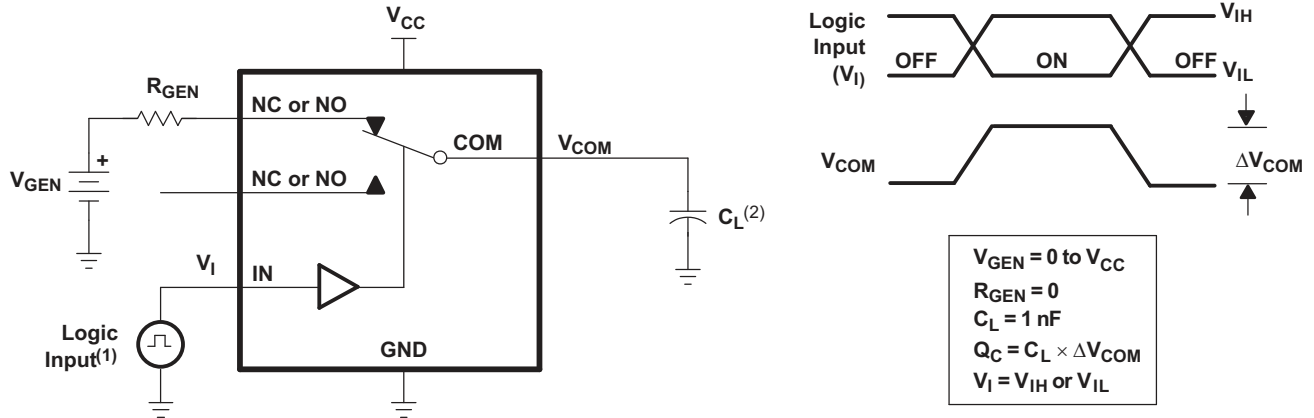 V_CC
R_GEN
NC or NO
COM
V_COM
V_GEN
+
NC or NO
C_L^(2)
V_I
IN
Logic
Input^(1)
GND
Logic
Input
(V_I)
V_IH
OFF
ON
OFF
V_IL
V_COM
ΔV_COM
V_GEN = 0 to V_CC
R_GEN = 0
C_L = 1 nF
Q_C = C_L × ΔV_COM
V_I = V_IH or V_IL